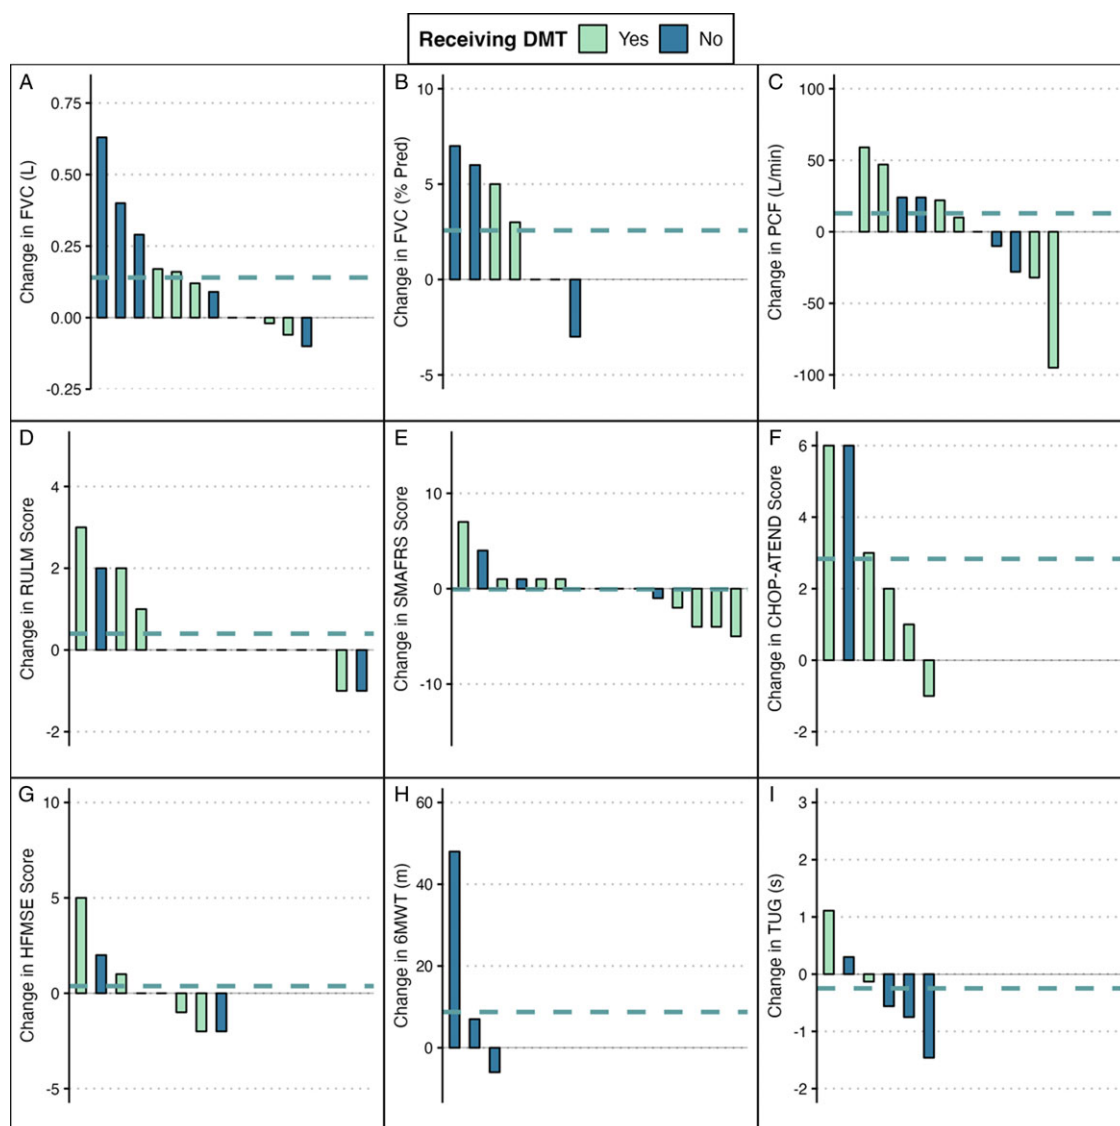 Receiving DMT Yes No
A
Change in FVC (L)
0.75
0.50
0.25
0.00
-0.25
B
Change in FVC (% Pred)
10
5
0
-5
C
Change in PCF (L/min)
100
50
0
-50
-100
D
Change in RULM Score
4
2
0
-2
E
Change in SMAFRS Score
10
0
-10
F
Change in CHOP-ATEND Score
6
4
2
0
-2
G
Change in HFMSE Score
10
5
0
-5
H
Change in 6MWT (m)
60
40
20
0
I
Change in TUG (s)
3
2
1
0
-1
-2